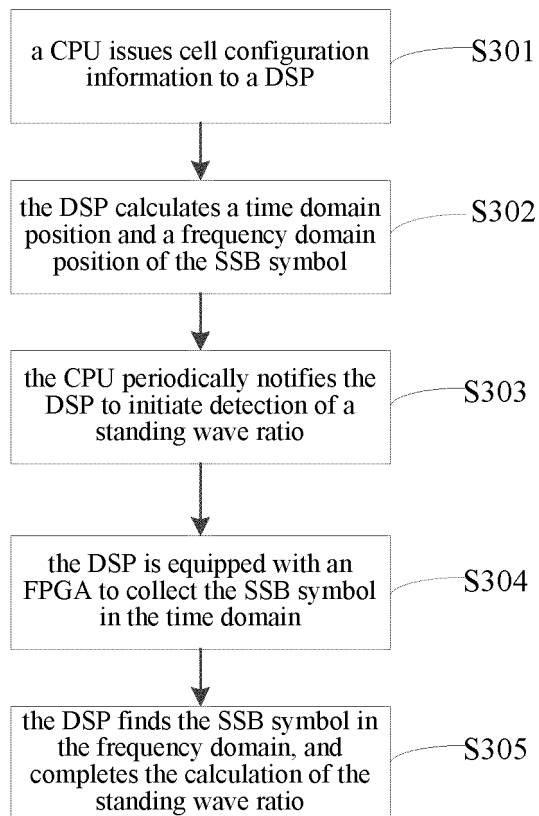 a CPU issues cell configuration
information to a DSP
S301
the DSP calculates a time domain
position and a frequency domain
position of the SSB symbol
S302
the CPU periodically notifies the
DSP to initiate detection of a
standing wave ratio
S303
the DSP is equipped with an
FPGA to collect the SSB symbol
in the time domain
S304
the DSP finds the SSB symbol in
the frequency domain, and
completes the calculation of the
standing wave ratio
S305